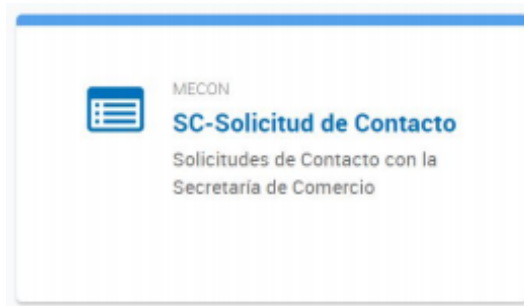 MECON
SC-Solicitud de Contacto
Solicitudes de Contacto con la
Secretaría de Comercio